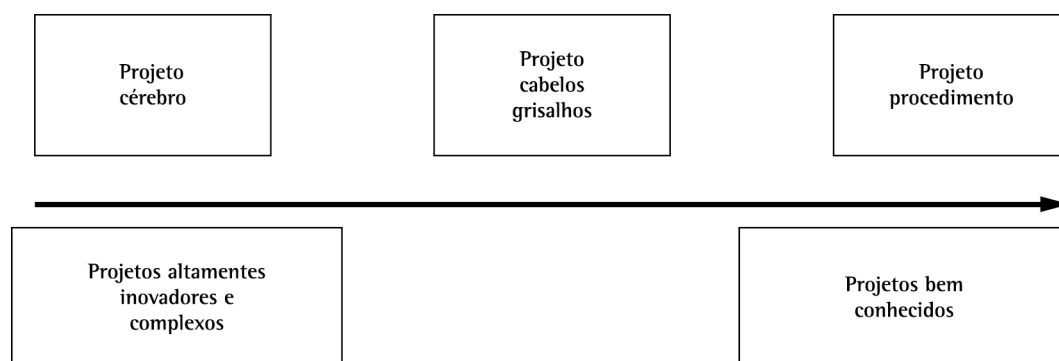 Projeto
cérebro
Projeto
cabelos
grisalhos
Projeto
procedimento
Projetos altamentes
inovadores e
complexos
Projetos bem
conhecidos